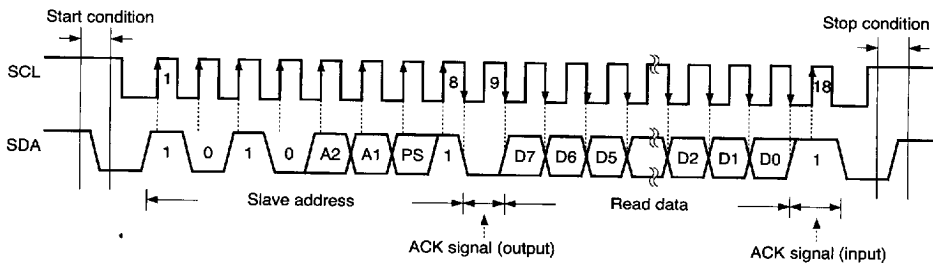 Start condition
Stop condition
SCL
1
8
9
18
SDA
1
0
1
0
A2
A1
PS
1
D7
D6
D5
D2
D1
D0
1
Slave address
Read data
ACK signal (output)
ACK signal (input)